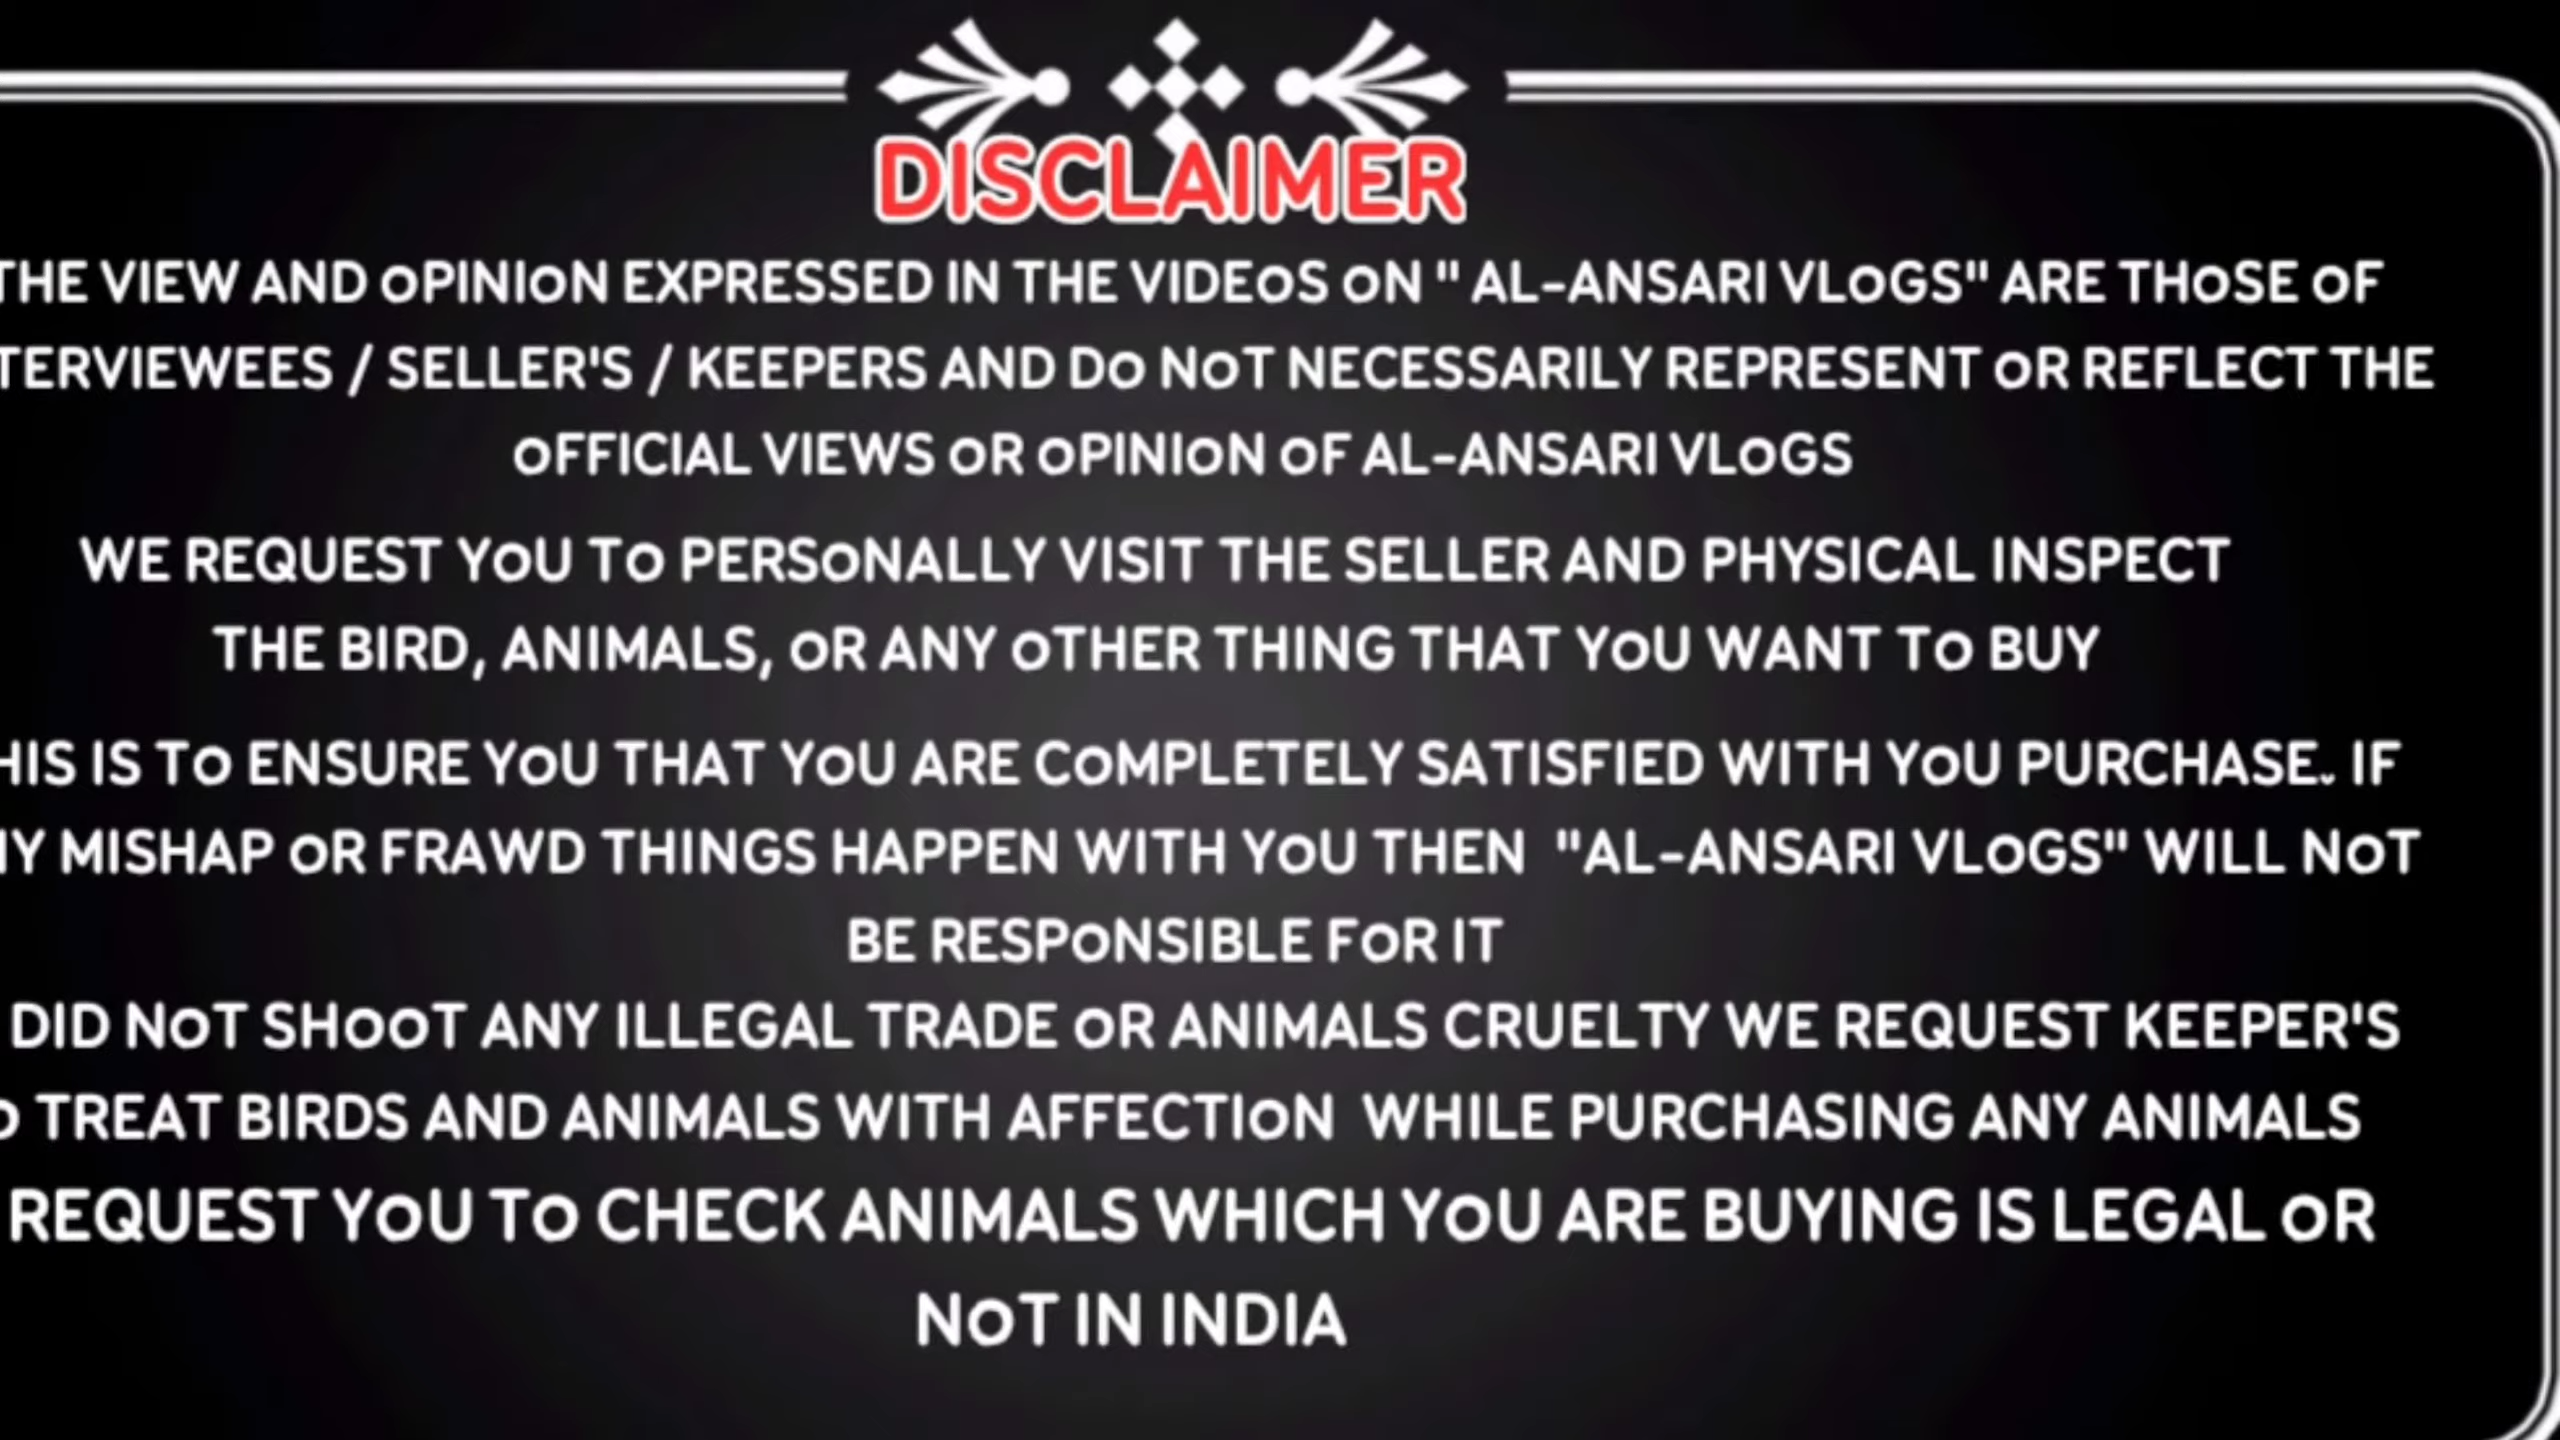 DISCLAIMER
THE VIEW AND OPINION EXPRESSED IN THE VIDEOS ON " AL-ANSARI VLOGS" ARE THOSE OF
TERVIEWEES / SELLER'S / KEEPERS AND DO NOT NECESSARILY REPRESENT OR REFLECT THE
OFFICIAL VIEWS OR OPINION OF AL-ANSARI VLOGS
WE REQUEST YOU TO PERSONALLY VISIT THE SELLER AND PHYSICAL INSPECT
THE BIRD, ANIMALS, OR ANY OTHER THING THAT YOU WANT TO BUY
HIS IS TO ENSURE YOU THAT YOU ARE COMPLETELY SATISFIED WITH YOU PURCHASE. IF
NY MISHAP OR FRAWD THINGS HAPPEN WITH YOU THEN "AL-ANSARI VLOGS" WILL NOT
BE RESPONSIBLE FOR IT
DID NOT SHOOT ANY ILLEGAL TRADE OR ANIMALS CRUELTY WE REQUEST KEEPER'S
O TREAT BIRDS AND ANIMALS WITH AFFECTION WHILE PURCHASING ANY ANIMALS
REQUEST YOU TO CHECK ANIMALS WHICH YOU ARE BUYING IS LEGAL OR
NOT IN INDIA